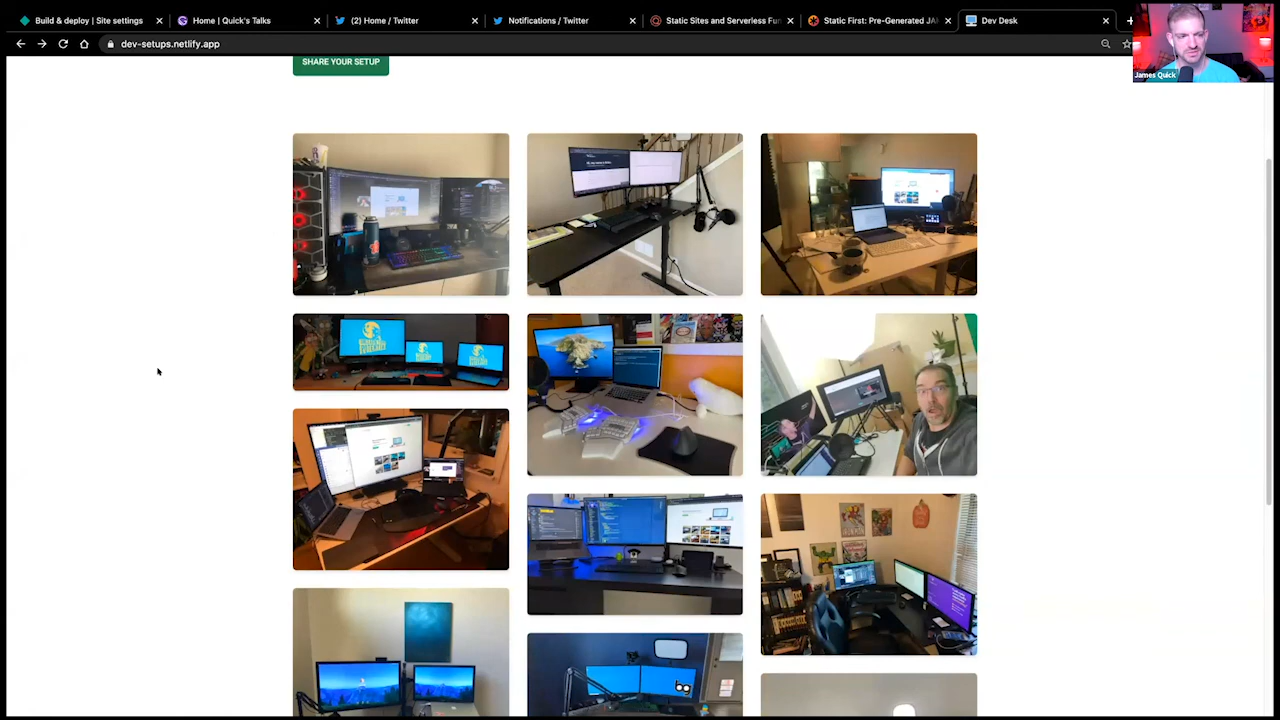 Build & deploy | Site settings
Home | Quick's Talks
(2) Home / Twitter
Notifications / Twitter
Static Sites and Serverless Fun
Static First: Pre-Generated JA
Dev Desk
dev-setups.netlify.app
James Quick
SHARE YOUR SETUP